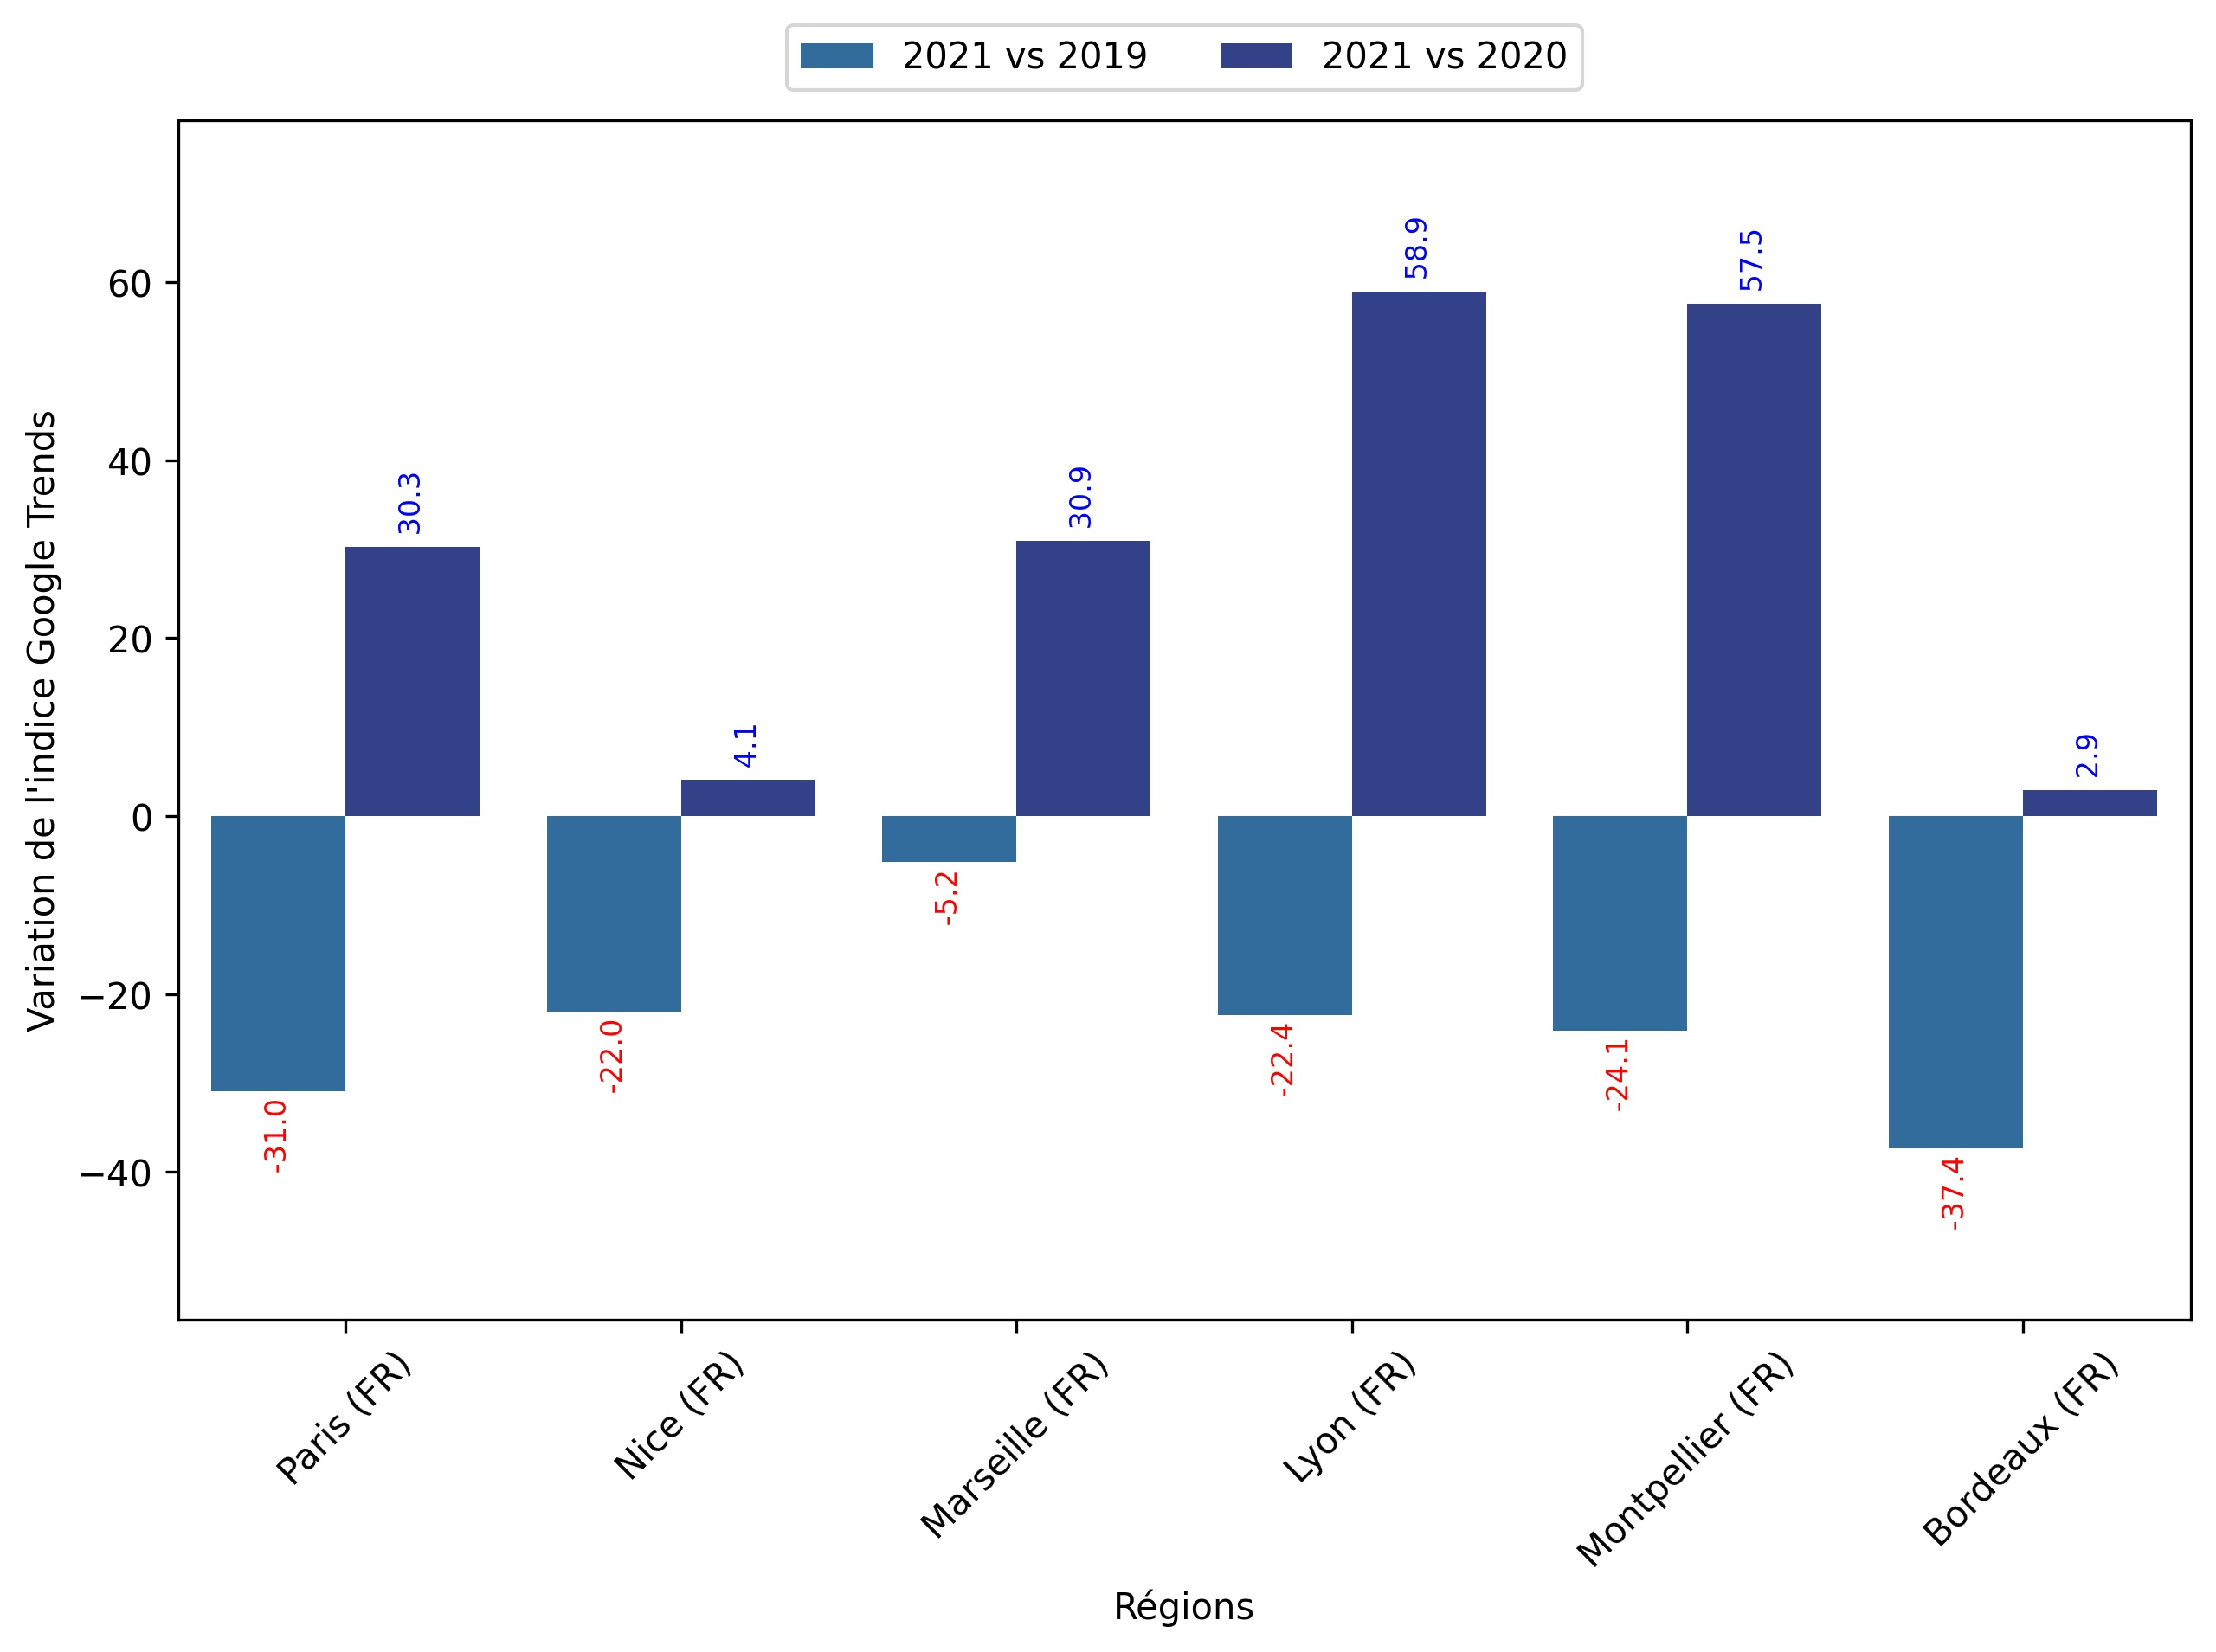 2021 vs 2019 2021 vs 2020
Variation de l'indice Google Trends
60
40
20
0
−20
−40
-31.0
30.3
-22.0
4.1
-5.2
30.9
-22.4
58.9
-24.1
57.5
-37.4
2.9
Paris (FR)
Nice (FR)
Marseille (FR)
Lyon (FR)
Montpellier (FR)
Bordeaux (FR)
Régions